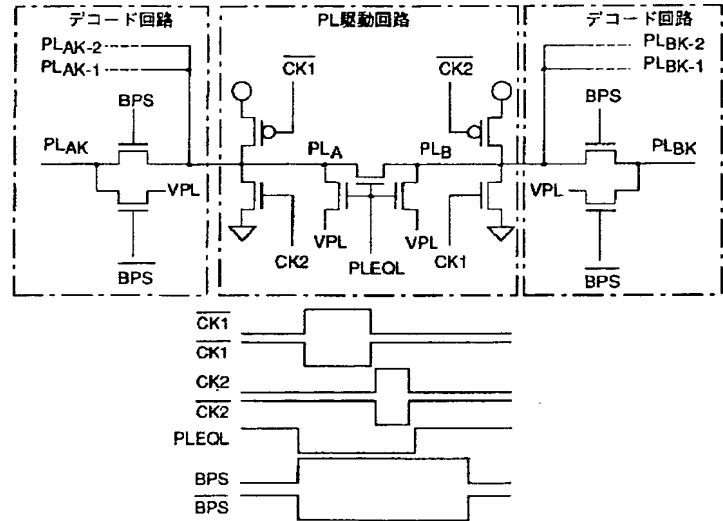 デコード回路
PL駆動回路
デコード回路
PLAK-2
PLAK-1
CK1
CK2
PLBK-2
PLBK-1
BPS
BPS
PLAK
PLA
PLB
PLBK
VPL
VPL
VPL
VPL
BPS
CK2
PLEQL
CK1
BPS
CK1
CK1
CK2
CK2
PLEQL
BPS
BPS